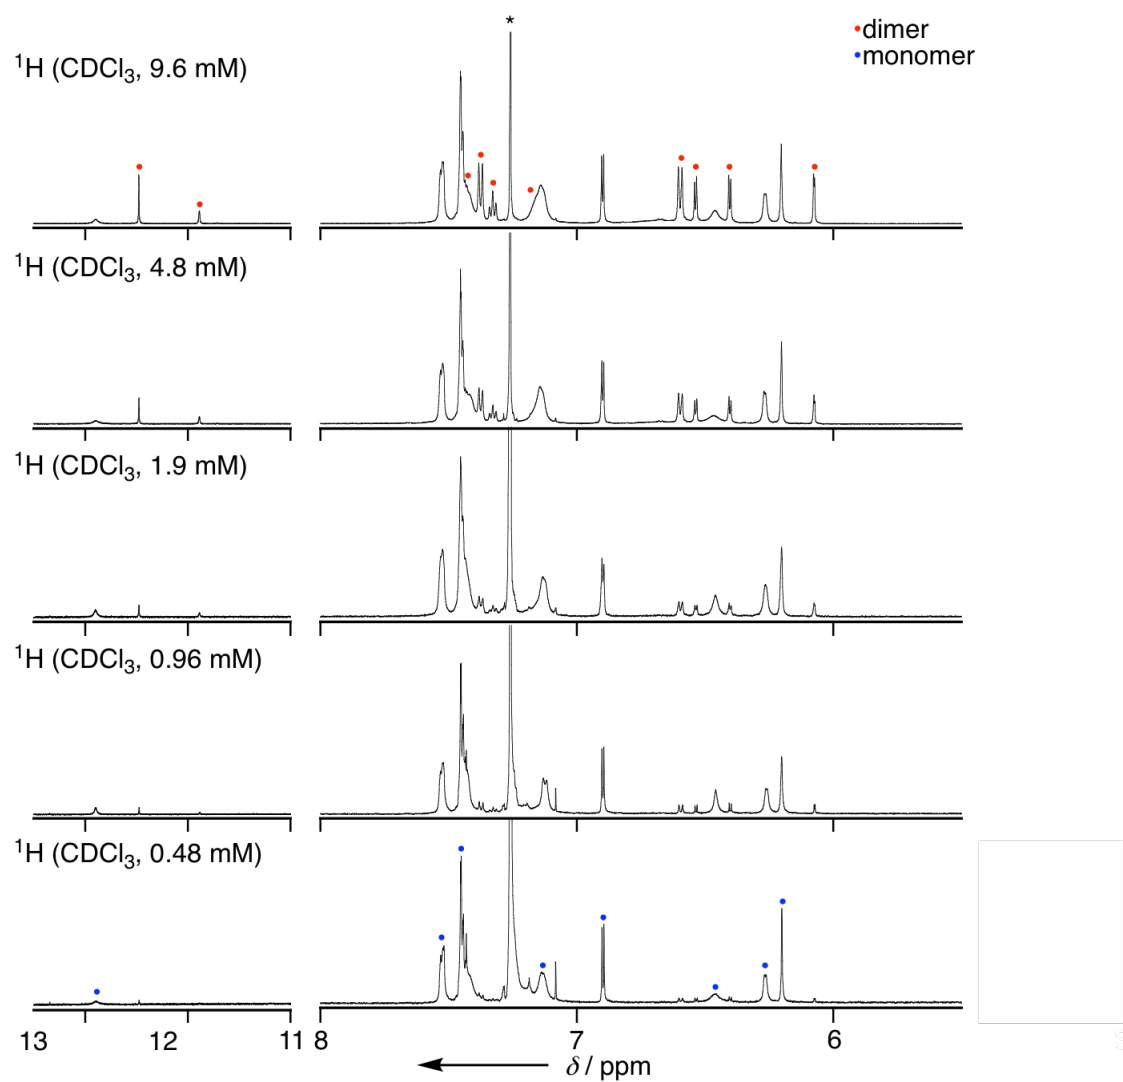 *
•dimer
•monomer
¹H (CDCl₃, 9.6 mM)
¹H (CDCl₃, 4.8 mM)
¹H (CDCl₃, 1.9 mM)
¹H (CDCl₃, 0.96 mM)
¹H (CDCl₃, 0.48 mM)
13 12 11 8 7 6
δ / ppm